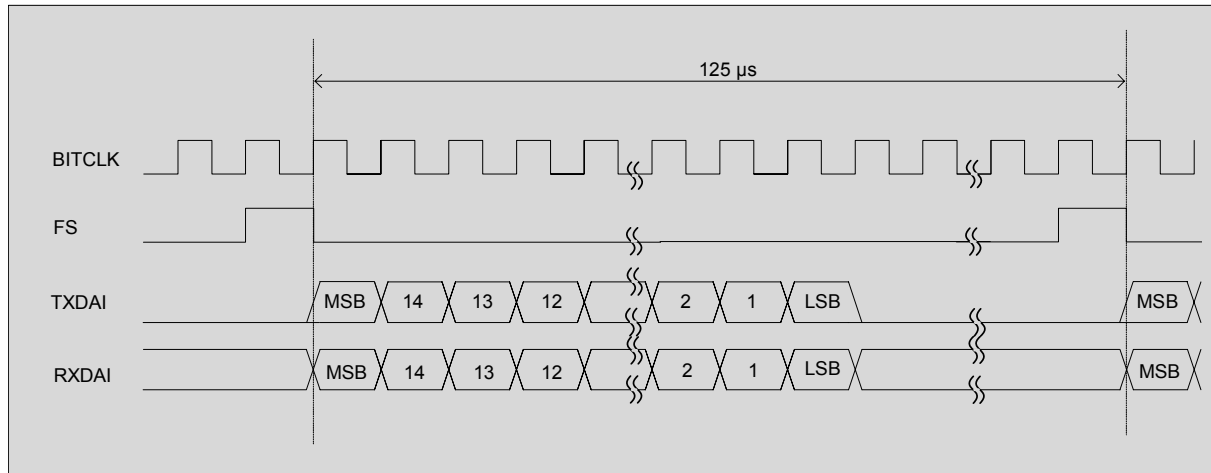 125 µs
BITCLK
FS
TXDAI MSB 14 13 12 2 1 LSB MSB
RXDAI MSB 14 13 12 2 1 LSB MSB